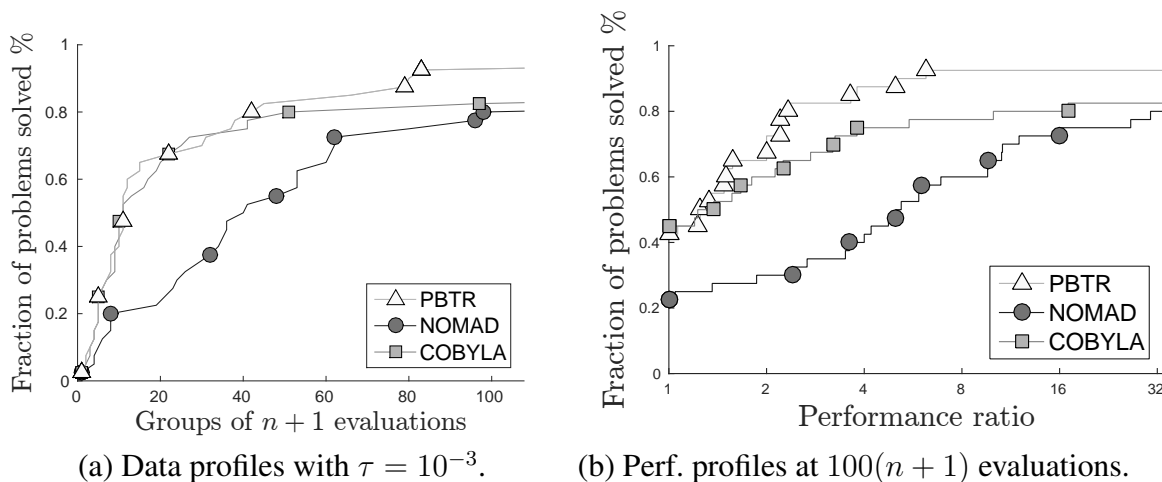 Fraction of problems solved %
1
0.8
0.6
0.4
0.2
0
0 20 40 60 80 100
Groups of n + 1 evaluations
PBTR
NOMAD
COBYLA
(a) Data profiles with τ = 10⁻³.
Fraction of problems solved %
1
0.8
0.6
0.4
0.2
0
1 2 4 8 16 32
Performance ratio
PBTR
NOMAD
COBYLA
(b) Perf. profiles at 100(n + 1) evaluations.